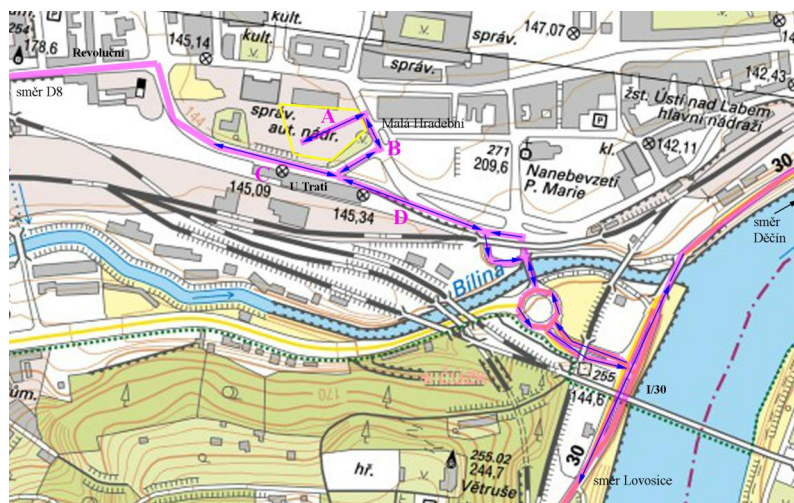 254
178,6
P
kult.
145,14
kult.
v.
147,07
správ.
správ.
142,43
Revoluční
směr D8
144
správ.
aut. nádr.
A
Malá Hradební
B
271
209,6
kl.
P
žst. Ústí nad Labem
hlavní nádraží
142,11
Nanebevzetí
P. Marie
30
C
145,09
U Trati
145,34
D
směr
Děčín
Bílina
170
255
144,6
I/30
ům.
hř.
255.02
244,7
Větruše
30
směr Lovosice